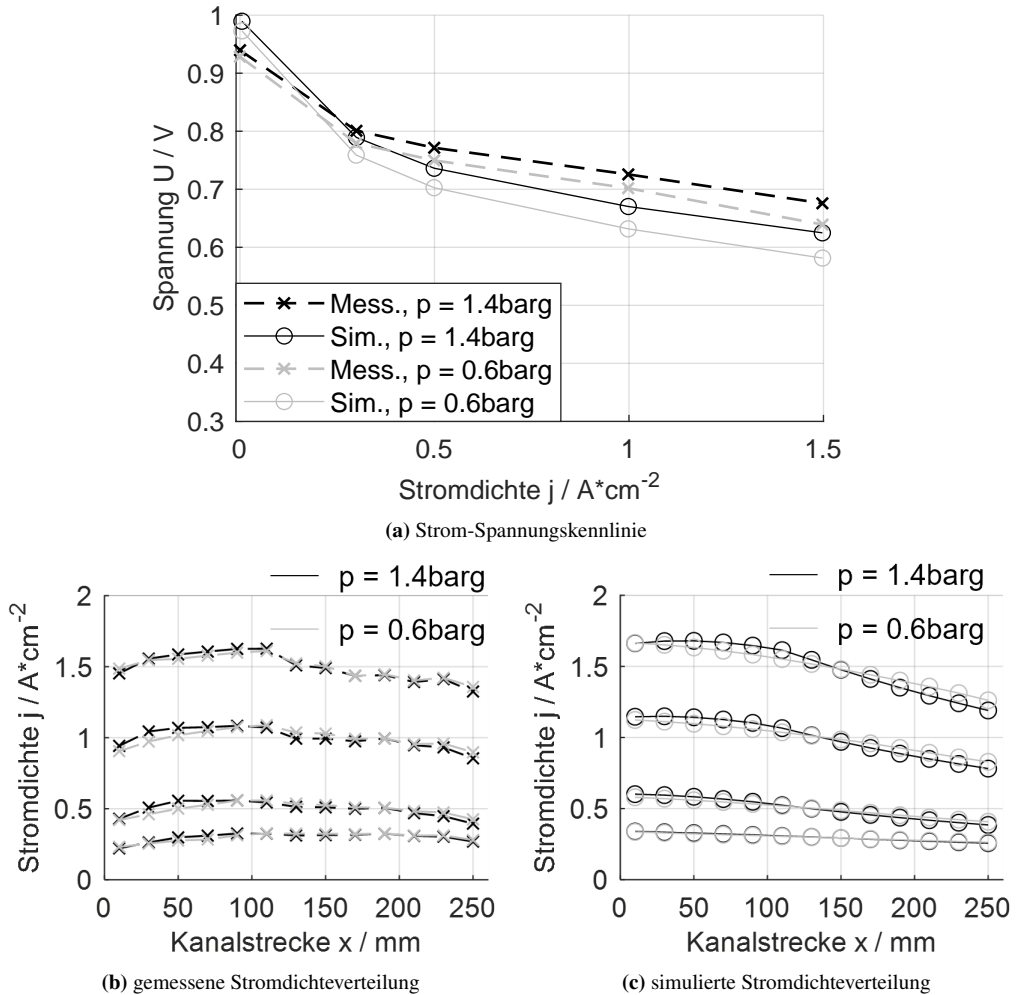 1
0.9
0.8
0.7
0.6
0.5
0.4
0.3
Spannung U / V
Mess., p = 1.4barg
Sim., p = 1.4barg
Mess., p = 0.6barg
Sim., p = 0.6barg
0 0.5 1 1.5
Stromdichte j / A*cm-2
(a) Strom-Spannungskennlinie
p = 1.4barg
p = 0.6barg
2
1.5
1
0.5
0
Stromdichte j / A*cm-2
0 50 100 150 200 250
Kanalstrecke x / mm
(b) gemessene Stromdichteverteilung
p = 1.4barg
p = 0.6barg
2
1.5
1
0.5
0
Stromdichte j / A*cm-2
0 50 100 150 200 250
Kanalstrecke x / mm
(c) simulierte Stromdichteverteilung